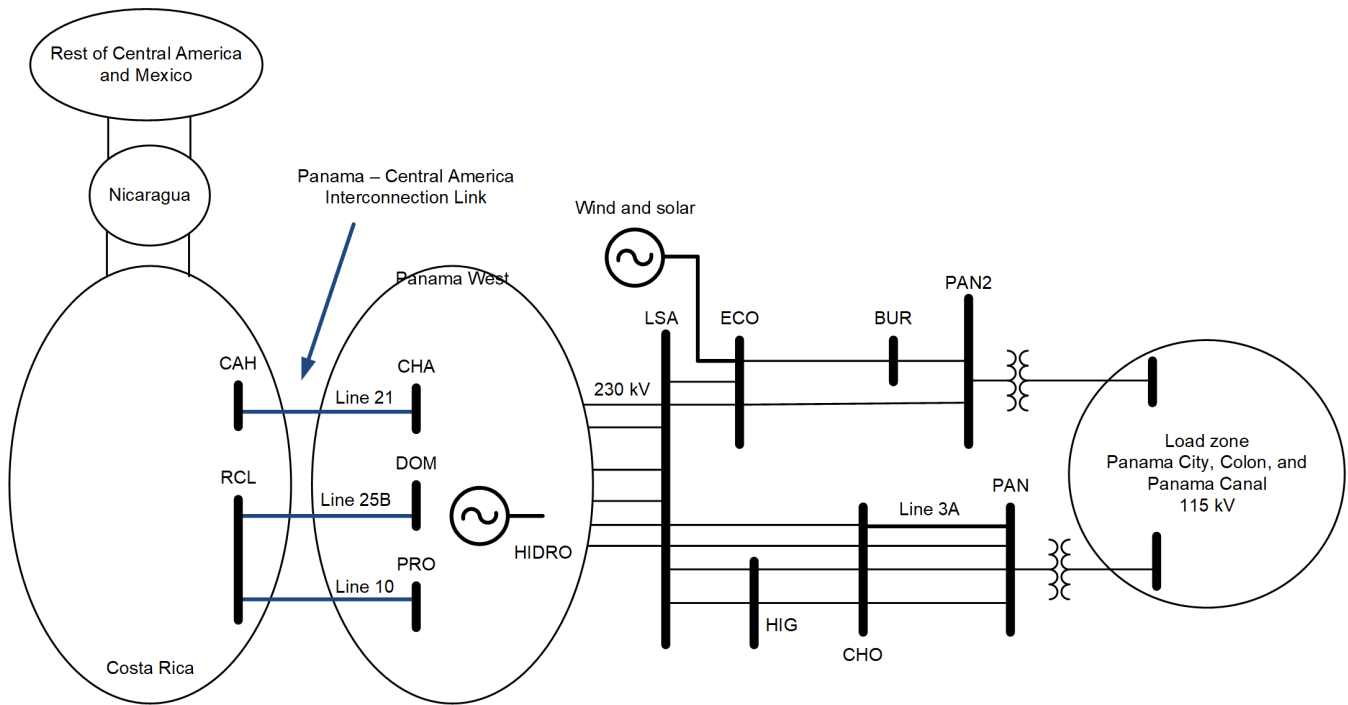 Rest of Central America
and Mexico
Nicaragua
Panama – Central America
Interconnection Link
Wind and solar
Panama West
PAN2
LSA
ECO
BUR
CAH
CHA
230 kV
Line 21
DOM
RCL
Line 25B
HIDRO
PRO
Line 10
Costa Rica
PAN
Line 3A
HIG
CHO
Load zone
Panama City, Colon, and
Panama Canal
115 kV